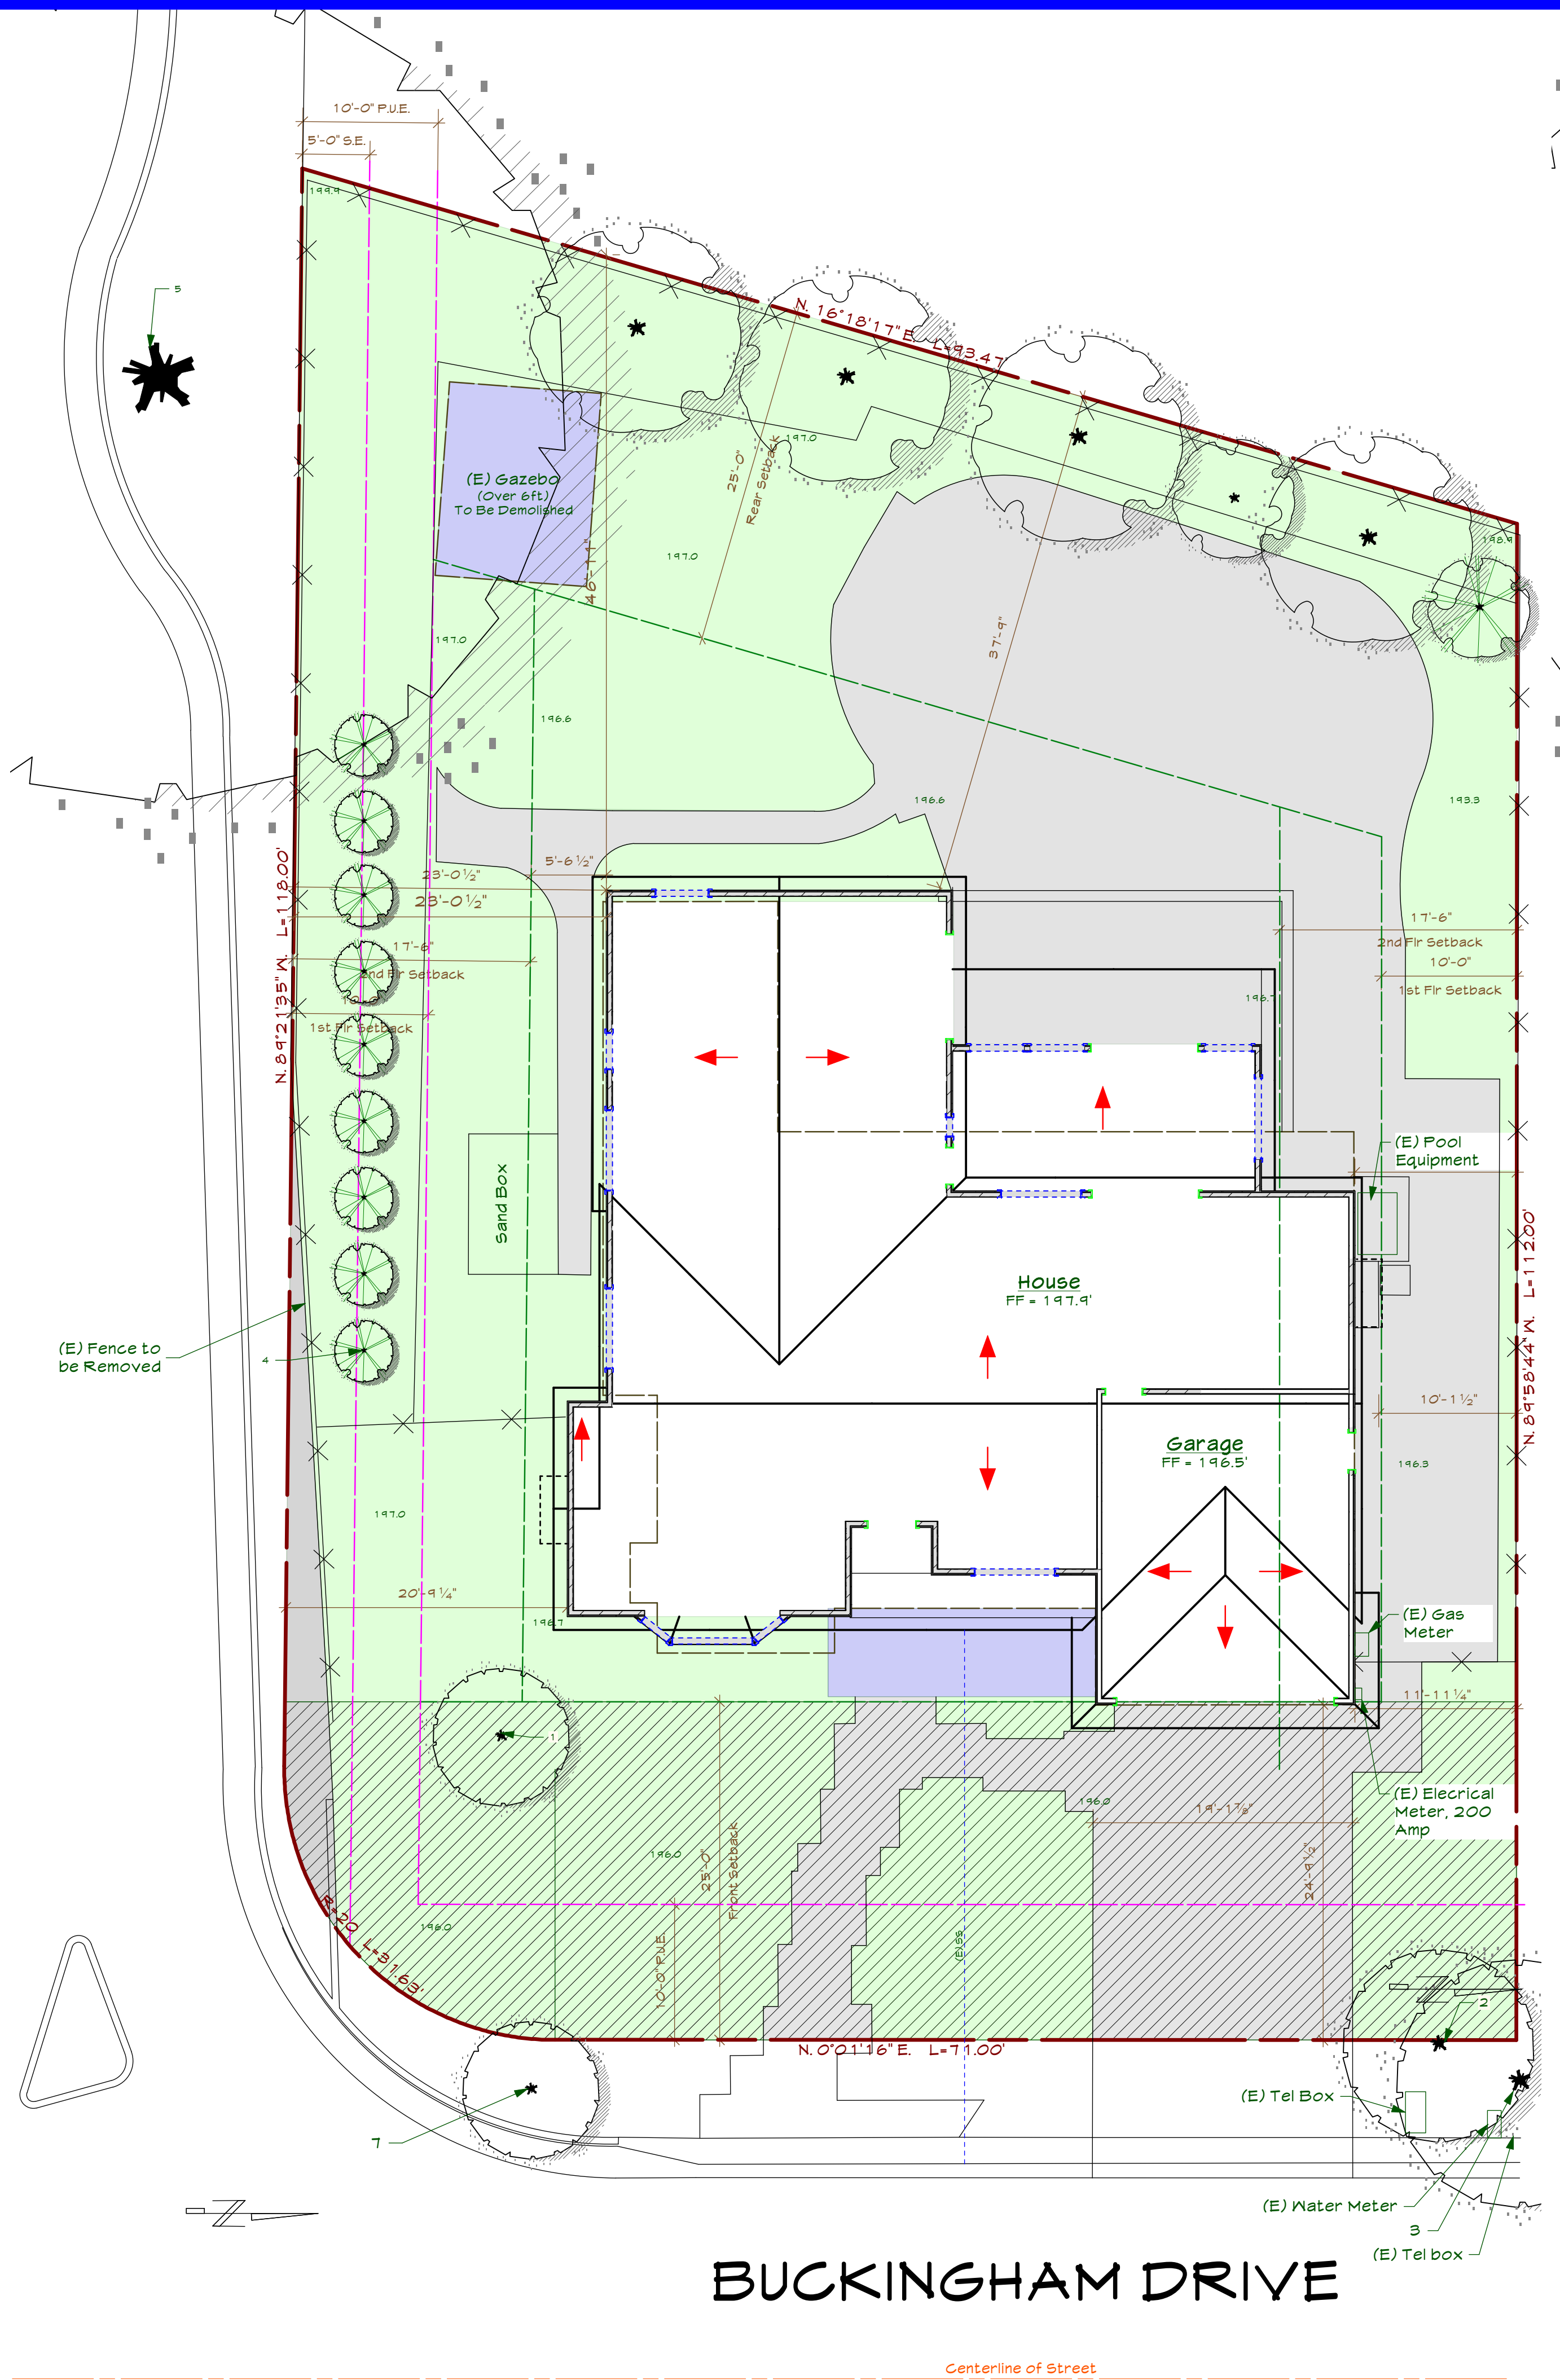 10'-0" P.U.E.
5'-0" S.E.
199.9
5
N. 16°18'17" E. L=93.47'
197.0
25'-0"
Rear Setback
(E) Gazebo
(Over 6ft)
To Be Demolished
46'-11"
197.0
198.9
197.0
37'-9"
196.6
196.6
193.3
5'-6 1/2"
23'-0 1/2"
23'-0 1/2"
17'-6"
2nd Flr Setback
10'-0"
1st Flr Setback
17'-6"
2nd Flr Setback
1st Flr Setback
196.7
N. 89°21'35" W. L=118.00'
Sand Box
(E) Pool
Equipment
N. 89°58'44" W. L=112.00'
House
FF = 197.9'
(E) Fence to
be Removed
4
10'-1 1/2"
Garage
FF = 196.5'
196.3
197.0
20'-9 1/4"
196.7
(E) Gas
Meter
11'-11 1/4"
1
(E) Elecrical
Meter, 200
Amp
196.0
19'-1 7/8"
196.0
25'-0"
Front Setback
24'-9 1/2"
196.0
R=20 L=31.63'
10'-0" P.U.E.
(E)SS
2
N. 0°01'16" E. L=71.00'
(E) Tel Box
7
(E) Water Meter
3
(E) Tel box
BUCKINGHAM DRIVE
Centerline of Street